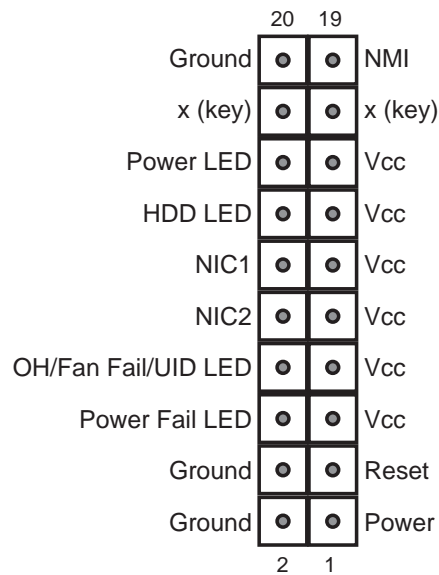 20 19
Ground NMI
x (key) x (key)
Power LED Vcc
HDD LED Vcc
NIC1 Vcc
NIC2 Vcc
OH/Fan Fail/UID LED Vcc
Power Fail LED Vcc
Ground Reset
Ground Power
2 1